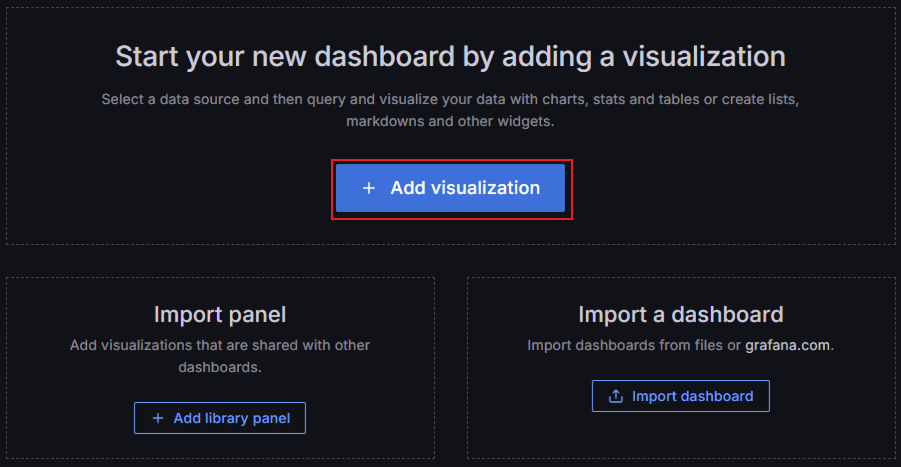 Start your new dashboard by adding a visualization
Select a data source and then query and visualize your data with charts, stats and tables or create lists,
markdowns and other widgets.
+ Add visualization
Import panel
Add visualizations that are shared with other
dashboards.
+ Add library panel
Import a dashboard
Import dashboards from files or grafana.com.
Import dashboard